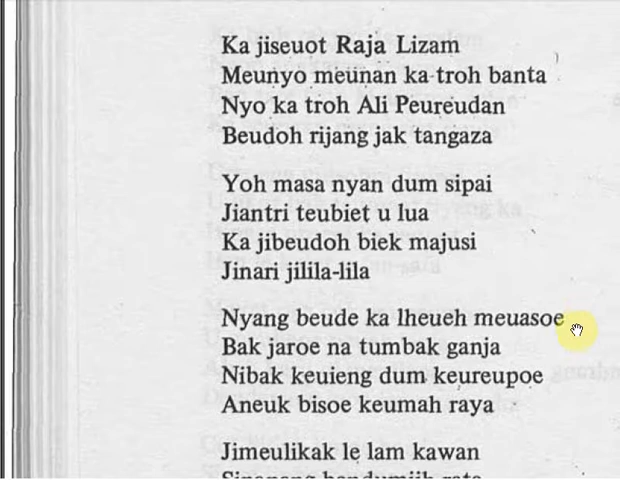 Ka jiseuot Raja Lizam
Meunyo meunan ka troh banta
Nyo ka troh Ali Peureudan
Beudoh rijang jak tangaza
Yoh masa nyan dum sipai
Jiantri teubiet u lua
Ka jibeudoh biek majusi
Jinari jilila-lila
Nyang beude ka lheueh meuasoe
Bak jaroe na tumbak ganja
Nibak keuieng dum keureupoe
Aneuk bisoe keumah raya
Jimeulikak le lam kawan